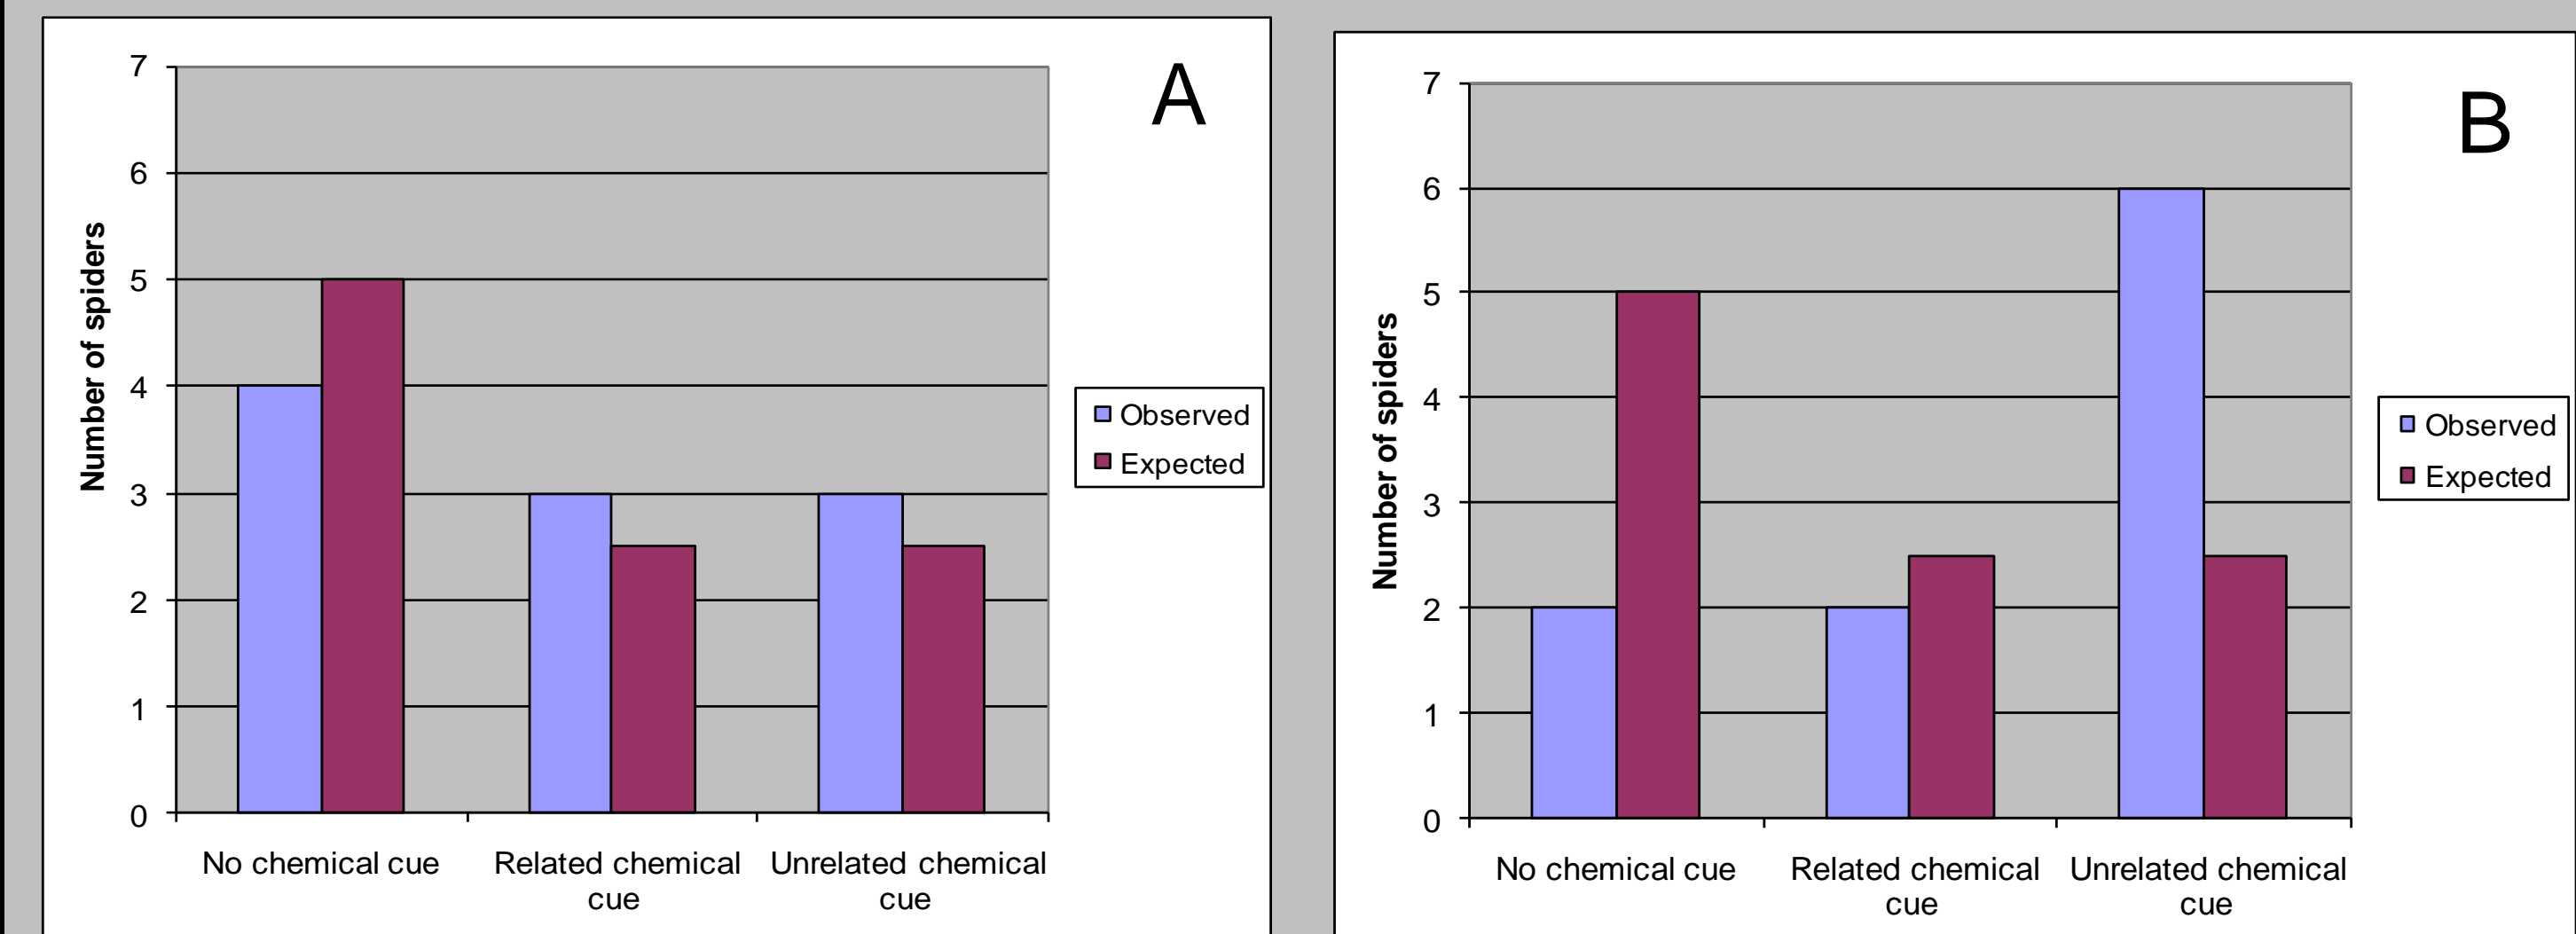 A
7
6
5
4
3
2
1
0
Number of spiders
No chemical cue
Related chemical
cue
Unrelated chemical
cue
Observed
Expected
B
7
6
5
4
3
2
1
0
Number of spiders
No chemical cue
Related chemical
cue
Unrelated chemical
cue
Observed
Expected